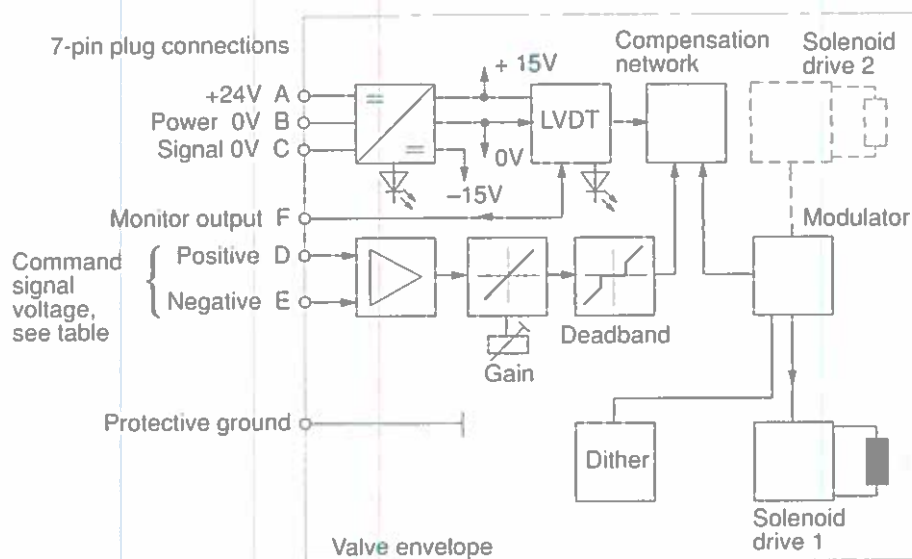 7-pin plug connections
+24V A
Power 0V B
Signal 0V C
Monitor output F
Command
signal
voltage,
see table
Positive D
Negative E
Protective ground
+ 15V
0V
–15V
LVDT
Compensation
network
Solenoid
drive 2
Modulator
Gain
Deadband
Dither
Solenoid
drive 1
Valve envelope